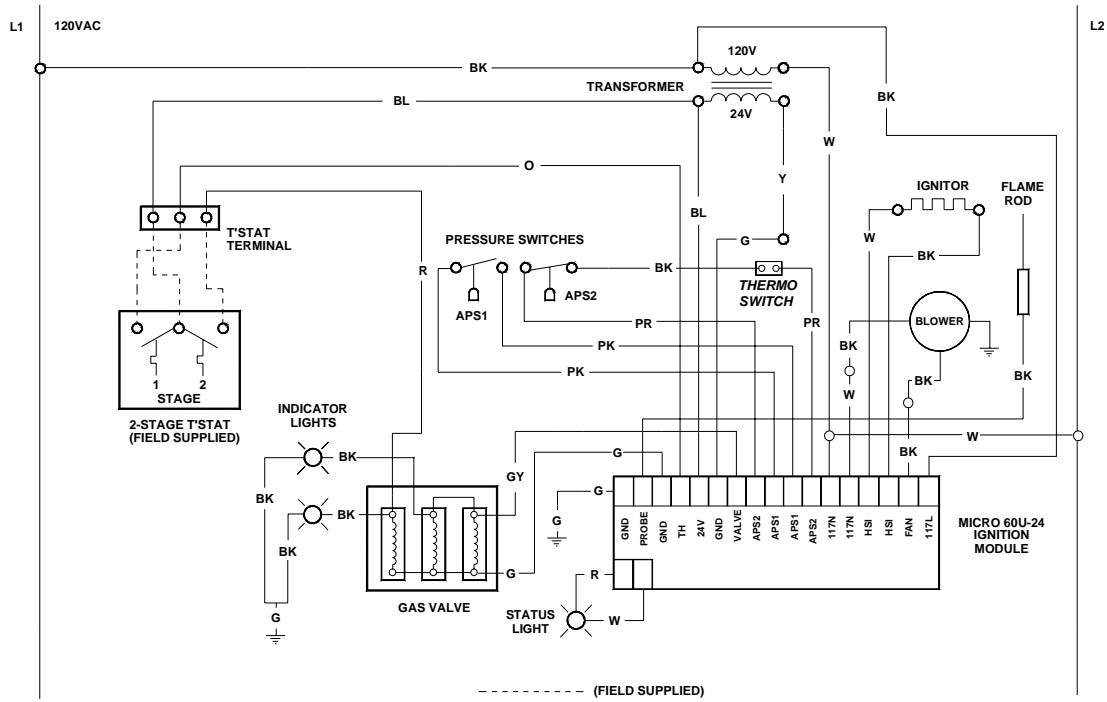 L1
120VAC
L2
120V
BK
TRANSFORMER
BL
24V
BK
W
O
Y
IGNITOR
FLAME
ROD
BL
T'STAT
TERMINAL
PRESSURE SWITCHES
G
W
BK
R
BK
THERMO
SWITCH
APS2
APS1
PR
PR
BLOWER
PK
BK
BK
BK
PK
W
1
2
STAGE
2-STAGE T'STAT
(FIELD SUPPLIED)
INDICATOR
LIGHTS
W
BK
G
BK
GY
BK
G
BK
G
BK
G
GND
PROBE
GND
TH
24V
GND
VALVE
APS2
APS1
APS1
APS2
117N
117N
HSI
HSI
FAN
117L
MICRO 60U-24
IGNITION
MODULE
R
GAS VALVE
STATUS
LIGHT
W
G
(FIELD SUPPLIED)